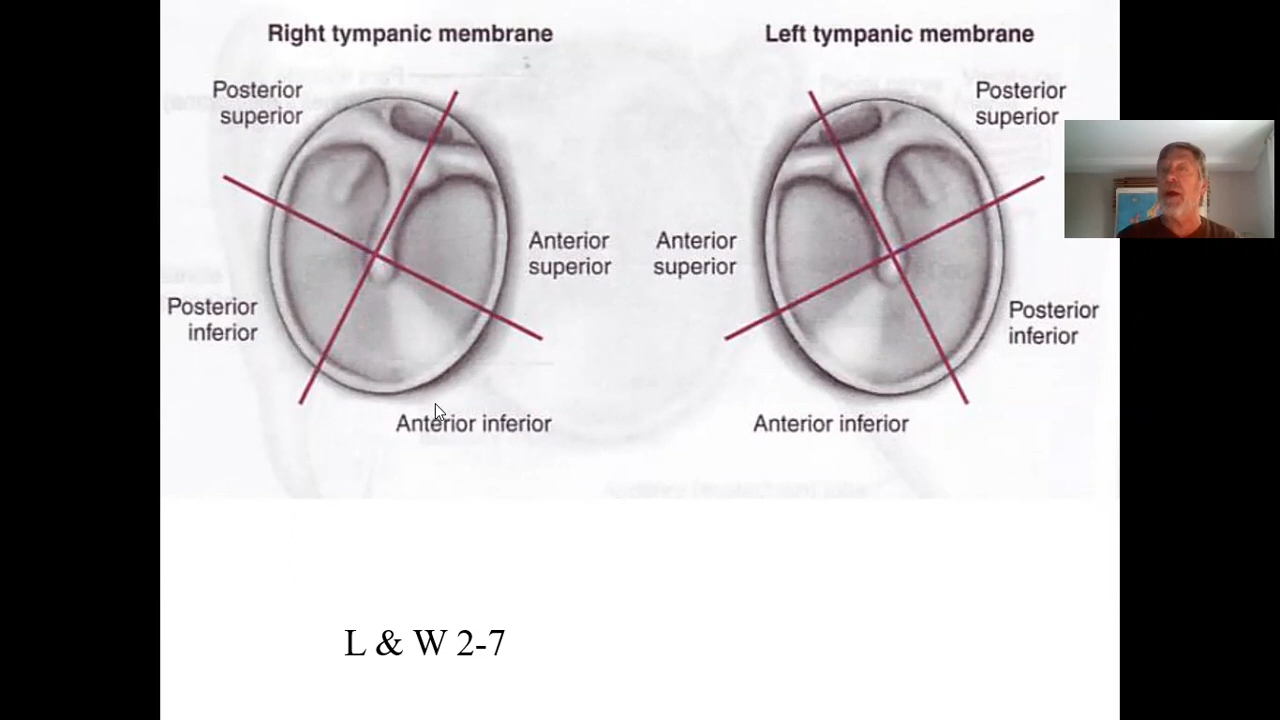 Right tympanic membrane
Left tympanic membrane
Posterior
superior
Posterior
superior
Anterior
superior
Anterior
superior
Posterior
inferior
Posterior
inferior
Anterior inferior
Anterior inferior
L & W 2-7